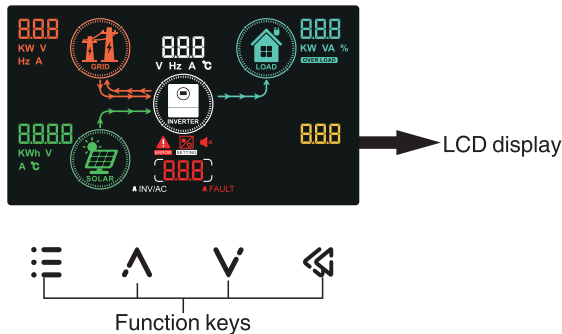 8.8.8
KW V
Hz A
GRID
8.8.8
V Hz A ℃
INVERTER
LOAD
8.8.8
KW VA %
OVER LOAD
8.8.8.8
KWh V
A ℃
SOLAR
ERROR
SETTING
8.8.8
INV/AC
FAULT
8.8.8
LCD display
Function keys